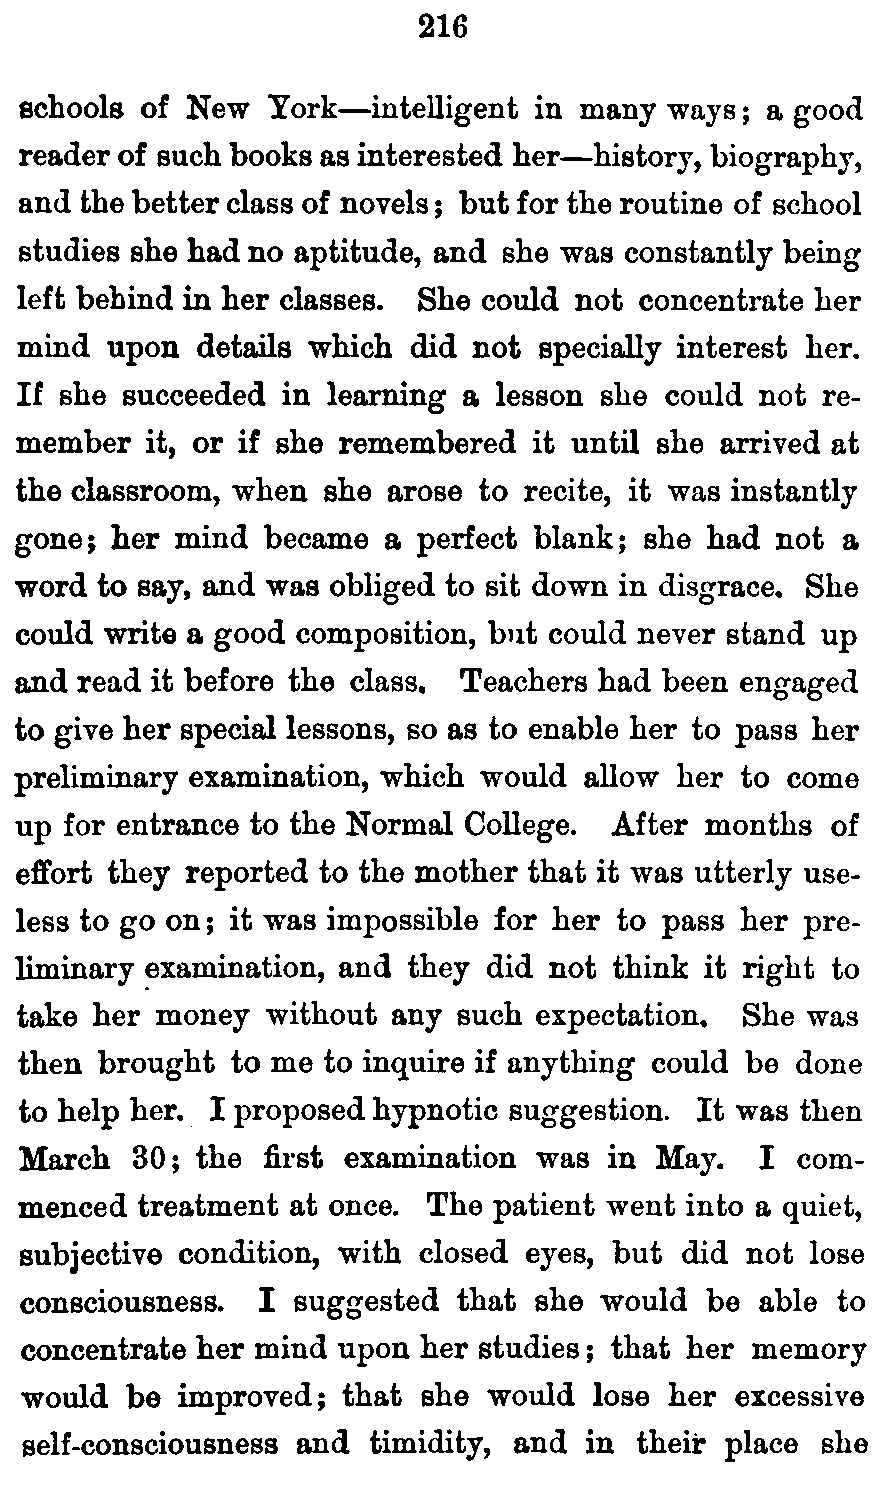 216
schools of New York—intelligent in many ways; a good
reader of such books as interested her—history, biography,
and the better class of novels; but for the routine of school
studies she had no aptitude, and she was constantly being
left behind in her classes. She could not concentrate her
mind upon details which did not specially interest her.
If she succeeded in learning a lesson she could not re-
member it, or if she remembered it until she arrived at
the classroom, when she arose to recite, it was instantly
gone; her mind became a perfect blank; she had not a
word to say, and was obliged to sit down in disgrace. She
could write a good composition, but could never stand up
and read it before the class. Teachers had been engaged
to give her special lessons, so as to enable her to pass her
preliminary examination, which would allow her to come
up for entrance to the Normal College. After months of
effort they reported to the mother that it was utterly use-
less to go on; it was impossible for her to pass her pre-
liminary examination, and they did not think it right to
take her money without any such expectation. She was
then brought to me to inquire if anything could be done
to help her. I proposed hypnotic suggestion. It was then
March 30; the first examination was in May. I com-
menced treatment at once. The patient went into a quiet,
subjective condition, with closed eyes, but did not lose
consciousness. I suggested that she would be able to
concentrate her mind upon her studies; that her memory
would be improved; that she would lose her excessive
self-consciousness and timidity, and in their place she